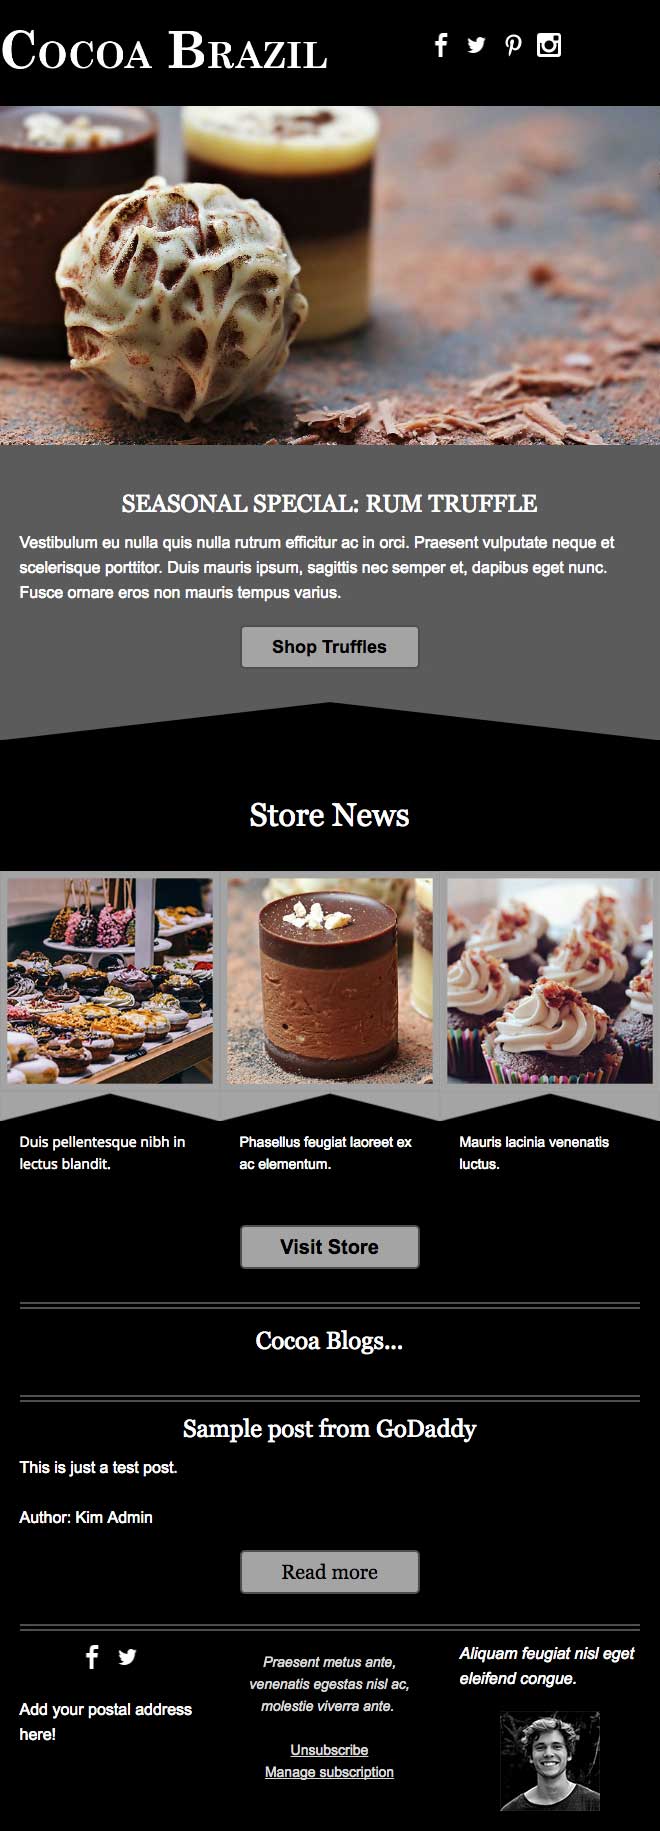 Cocoa Brazil
SEASONAL SPECIAL: RUM TRUFFLE
Vestibulum eu nulla quis nulla rutrum efficitur ac in orci. Praesent vulputate neque et
scelerisque porttitor. Duis mauris ipsum, sagittis nec semper et, dapibus eget nunc.
Fusce ornare eros non mauris tempus varius.
Shop Truffles
Store News
Duis pellentesque nibh in
lectus blandit.
Phasellus feugiat laoreet ex
ac elementum.
Mauris lacinia venenatis
luctus.
Visit Store
Cocoa Blogs...
Sample post from GoDaddy
This is just a test post.
Author: Kim Admin
Read more
Add your postal address
here!
Praesent metus ante,
venenatis egestas nisl ac,
molestie viverra ante.
Unsubscribe
Manage subscription
Aliquam feugiat nisl eget
eleifend congue.